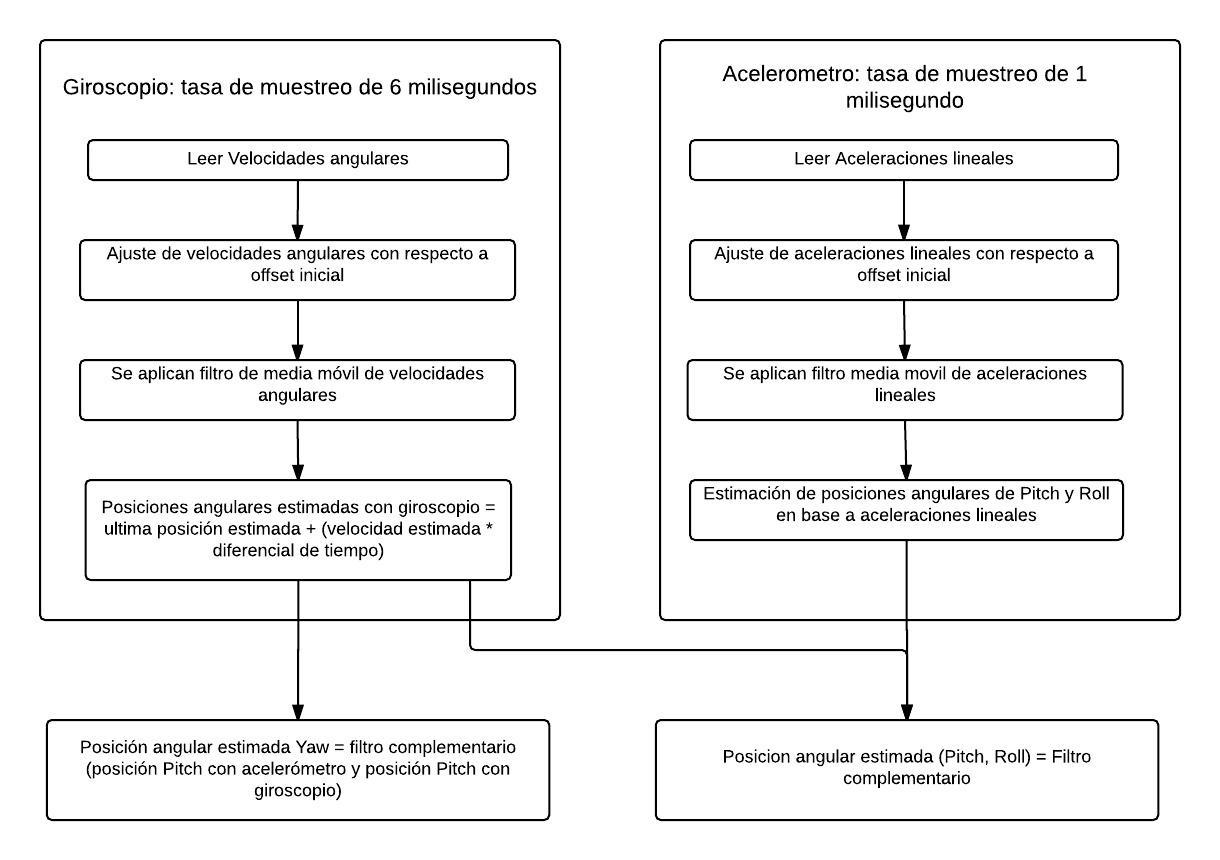 Giroscopio: tasa de muestreo de 6 milisegundos
Leer Velocidades angulares
Ajuste de velocidades angulares con respecto a
offset inicial
Se aplican filtro de media móvil de velocidades
angulares
Posiciones angulares estimadas con giroscopio =
ultima posición estimada + (velocidad estimada *
diferencial de tiempo)
Posición angular estimada Yaw = filtro complementario
(posición Pitch con acelerómetro y posición Pitch con
giroscopio)
Acelerometro: tasa de muestreo de 1
milisegundo
Leer Aceleraciones lineales
Ajuste de aceleraciones lineales con respecto a
offset inicial
Se aplican filtro media movil de aceleraciones
lineales
Estimación de posiciones angulares de Pitch y Roll
en base a aceleraciones lineales
Posicion angular estimada (Pitch, Roll) = Filtro
complementario